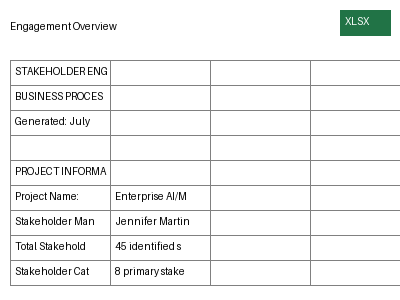 Engagement Overview
XLSX
STAKEHOLDER ENG
BUSINESS PROCES
Generated: July
PROJECT INFORMA
Project Name: Enterprise AI/M
Stakeholder Man Jennifer Martin
Total Stakehold 45 identified s
Stakeholder Cat 8 primary stake